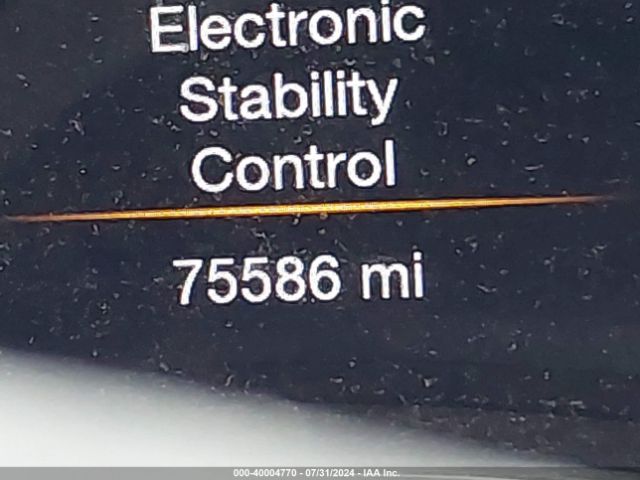 Electronic
Stability
Control
75586 mi
000-40004770 - 07/31/2024 - IAA Inc.